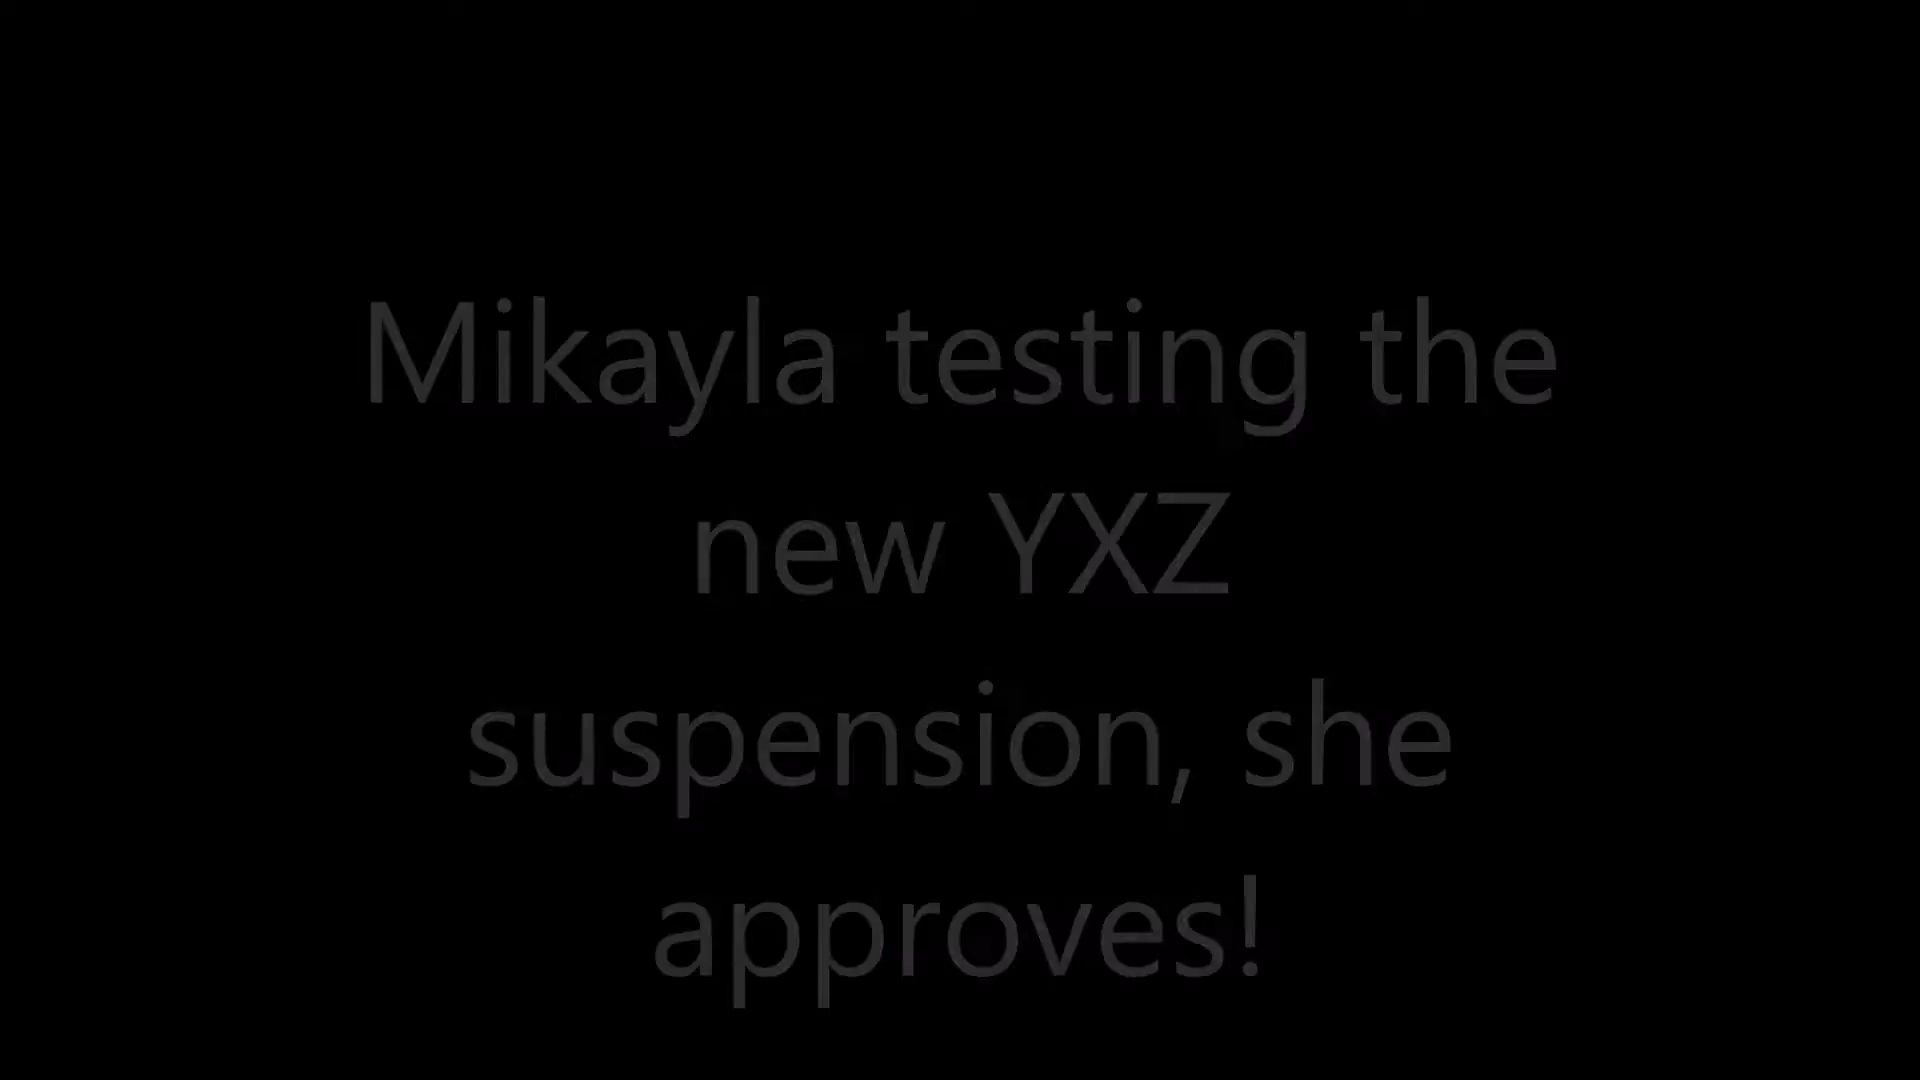 Mikayla testing the
new YXZ
suspension, she
approves!